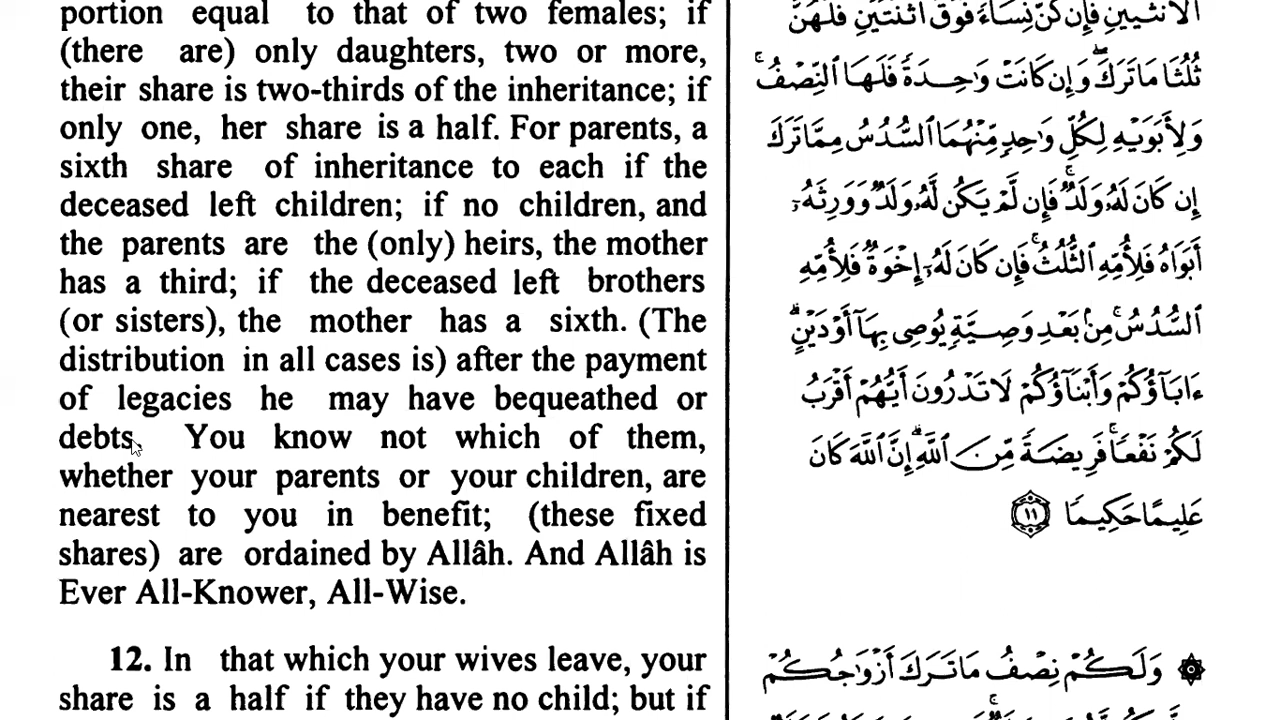 portion equal to that of two females; if
(there are) only daughters, two or more,
their share is two-thirds of the inheritance; if
only one, her share is a half. For parents, a
sixth share of inheritance to each if the
deceased left children; if no children, and
the parents are the (only) heirs, the mother
has a third; if the deceased left brothers
(or sisters), the mother has a sixth. (The
distribution in all cases is) after the payment
of legacies he may have bequeathed or
debts. You know not which of them,
whether your parents or your children, are
nearest to you in benefit; (these fixed
shares) are ordained by Allâh. And Allâh is
Ever All-Knower, All-Wise.
12. In that which your wives leave, your
share is a half if they have no child; but if
ٱلْأُنثَيَيْنِ فَإِن كُنَّ نِسَآءً فَوْقَ ٱثْنَتَيْنِ فَلَهُنَّ
ثُلُثَا مَا تَرَكَ ۖ وَإِن كَانَتْ وَٰحِدَةً فَلَهَا ٱلنِّصْفُ ۚ
وَلِأَبَوَيْهِ لِكُلِّ وَٰحِدٍ مِّنْهُمَا ٱلسُّدُسُ مِمَّا تَرَكَ
إِن كَانَ لَهُۥ وَلَدٌ ۚ فَإِن لَّمْ يَكُن لَّهُۥ وَلَدٌ وَوَرِثَهُۥٓ
أَبَوَاهُ فَلِأُمِّهِ ٱلثُّلُثُ ۚ فَإِن كَانَ لَهُۥٓ إِخْوَةٌ فَلِأُمِّهِ
ٱلسُّدُسُ ۚ مِنۢ بَعْدِ وَصِيَّةٍ يُوصِى بِهَآ أَوْ دَيْنٍ ۗ
ءَابَآؤُكُمْ وَأَبْنَآؤُكُمْ لَا تَدْرُونَ أَيُّهُمْ أَقْرَبُ
لَكُمْ نَفْعًا ۚ فَرِيضَةً مِّنَ ٱللَّهِ ۗ إِنَّ ٱللَّهَ كَانَ
عَلِيمًا حَكِيمًا ١١
۞ وَلَكُمْ نِصْفُ مَا تَرَكَ أَزْوَٰجُكُمْ